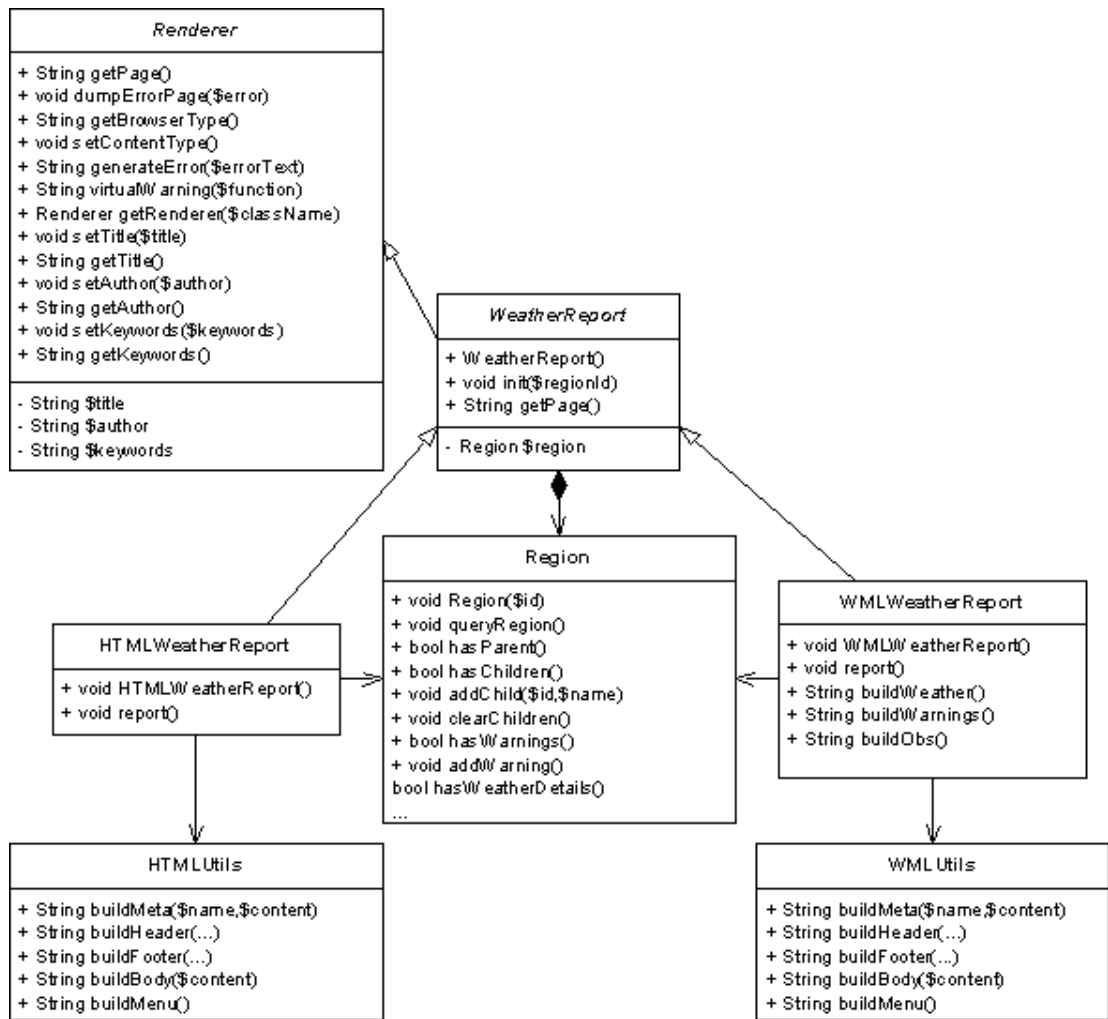 Renderer
+ String getPage()
+ void dumpErrorPage($error)
+ String getBrowserType()
+ void setContentType()
+ String generateError($errorText)
+ String virtualWarning($function)
+ Renderer getRenderer($className)
+ void setTitle($title)
+ String getTitle()
+ void setAuthor($author)
+ String getAuthor()
+ void setKeywords($keywords)
+ String getKeywords()
- String $title
- String $author
- String $keywords
WeatherReport
+ WeatherReport()
+ void init($regionId)
+ String getPage()
- Region $region
HTMLWeatherReport
+ void HTMLWeatherReport()
+ void report()
Region
+ void Region($id)
+ void queryRegion()
+ bool hasParent()
+ bool hasChildren()
+ void addChild($id,$name)
+ void clearChildren()
+ bool hasWarnings()
+ void addWarning()
bool hasWeatherDetails()
...
WMLWeatherReport
+ void WMLWeatherReport()
+ void report()
+ String buildWeather()
+ String buildWarnings()
+ String buildObs()
HTMLUtils
+ String buildMeta($name,$content)
+ String buildHeader(...)
+ String buildFooter(...)
+ String buildBody($content)
+ String buildMenu()
WMLUtils
+ String buildMeta($name,$content)
+ String buildHeader(...)
+ String buildFooter(...)
+ String buildBody($content)
+ String buildMenu()